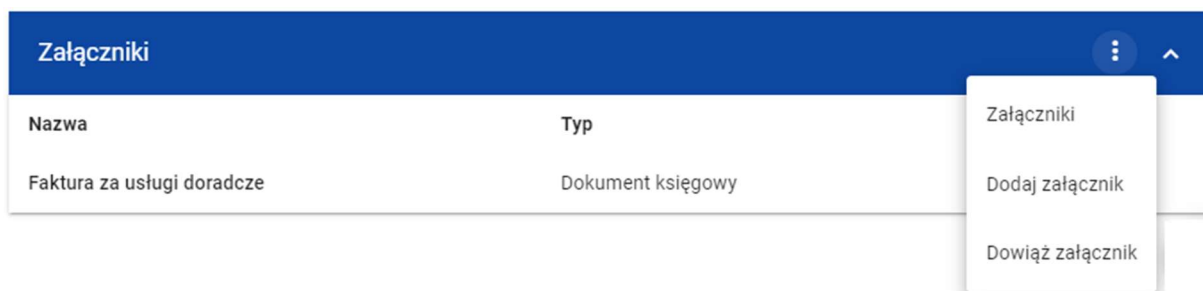 Załączniki
Nazwa Typ
Faktura za usługi doradcze Dokument księgowy
Załączniki
Dodaj załącznik
Dowiąż załącznik